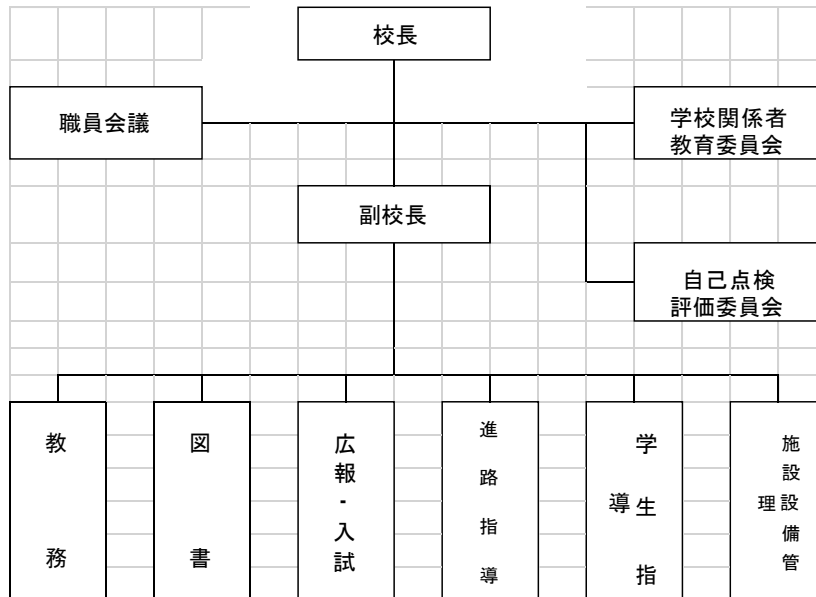 校長
職員会議
学校関係者
教育委員会
副校長
自己点検
評価委員会
教務
図書
広報・入試
進路指導
学生指
導
施設設備管
理